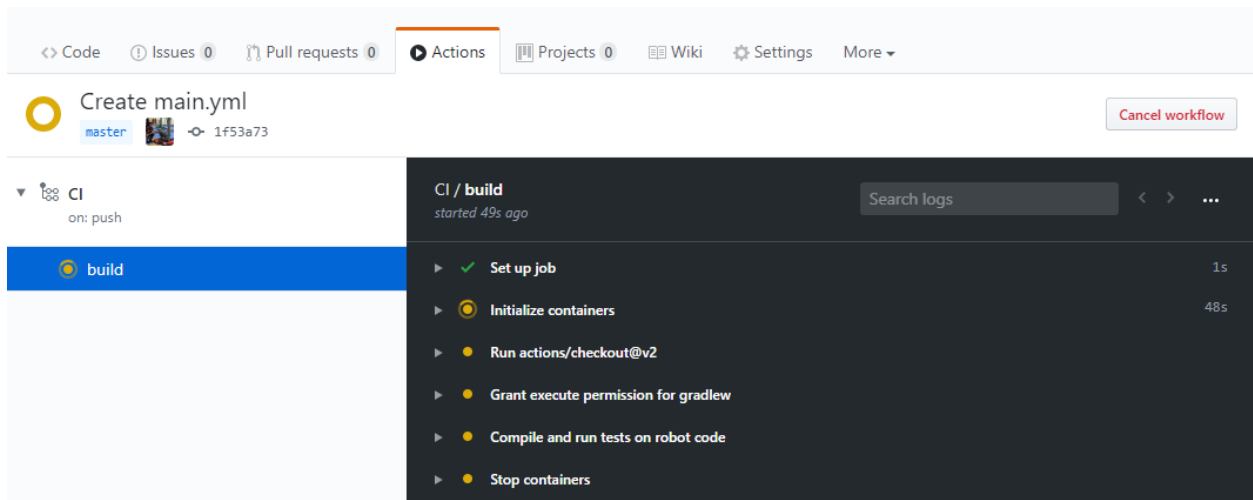 Code Issues 0 Pull requests 0 Actions Projects 0 Wiki Settings More
Create main.yml
master 1f53a73
Cancel workflow
CI
on: push
build
CI / build
started 49s ago
Search logs
Set up job 1s
Initialize containers 48s
Run actions/checkout@v2
Grant execute permission for gradlew
Compile and run tests on robot code
Stop containers